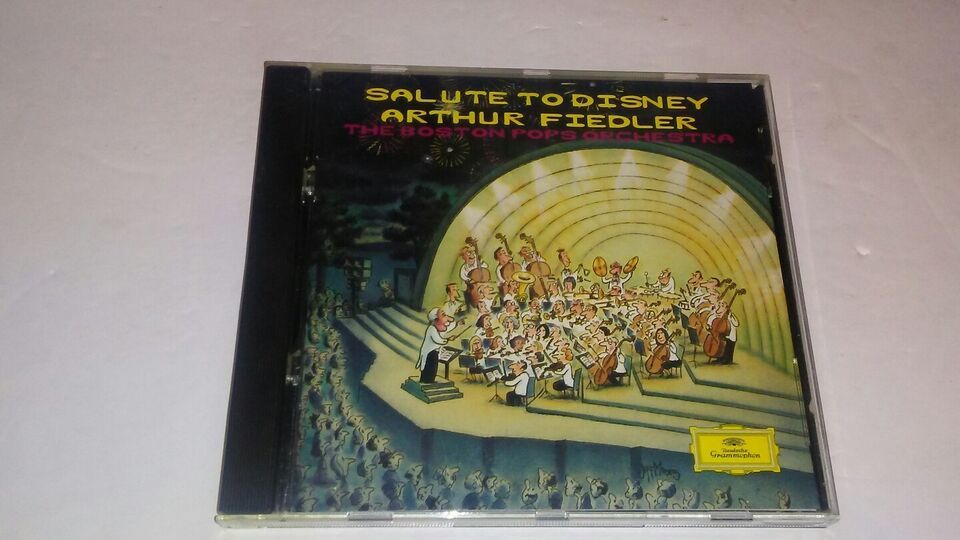 SALUTE TO DISNEY
ARTHUR FIEDLER
THE BOSTON POPS ORCHESTRA
Deutsche
Grammophon